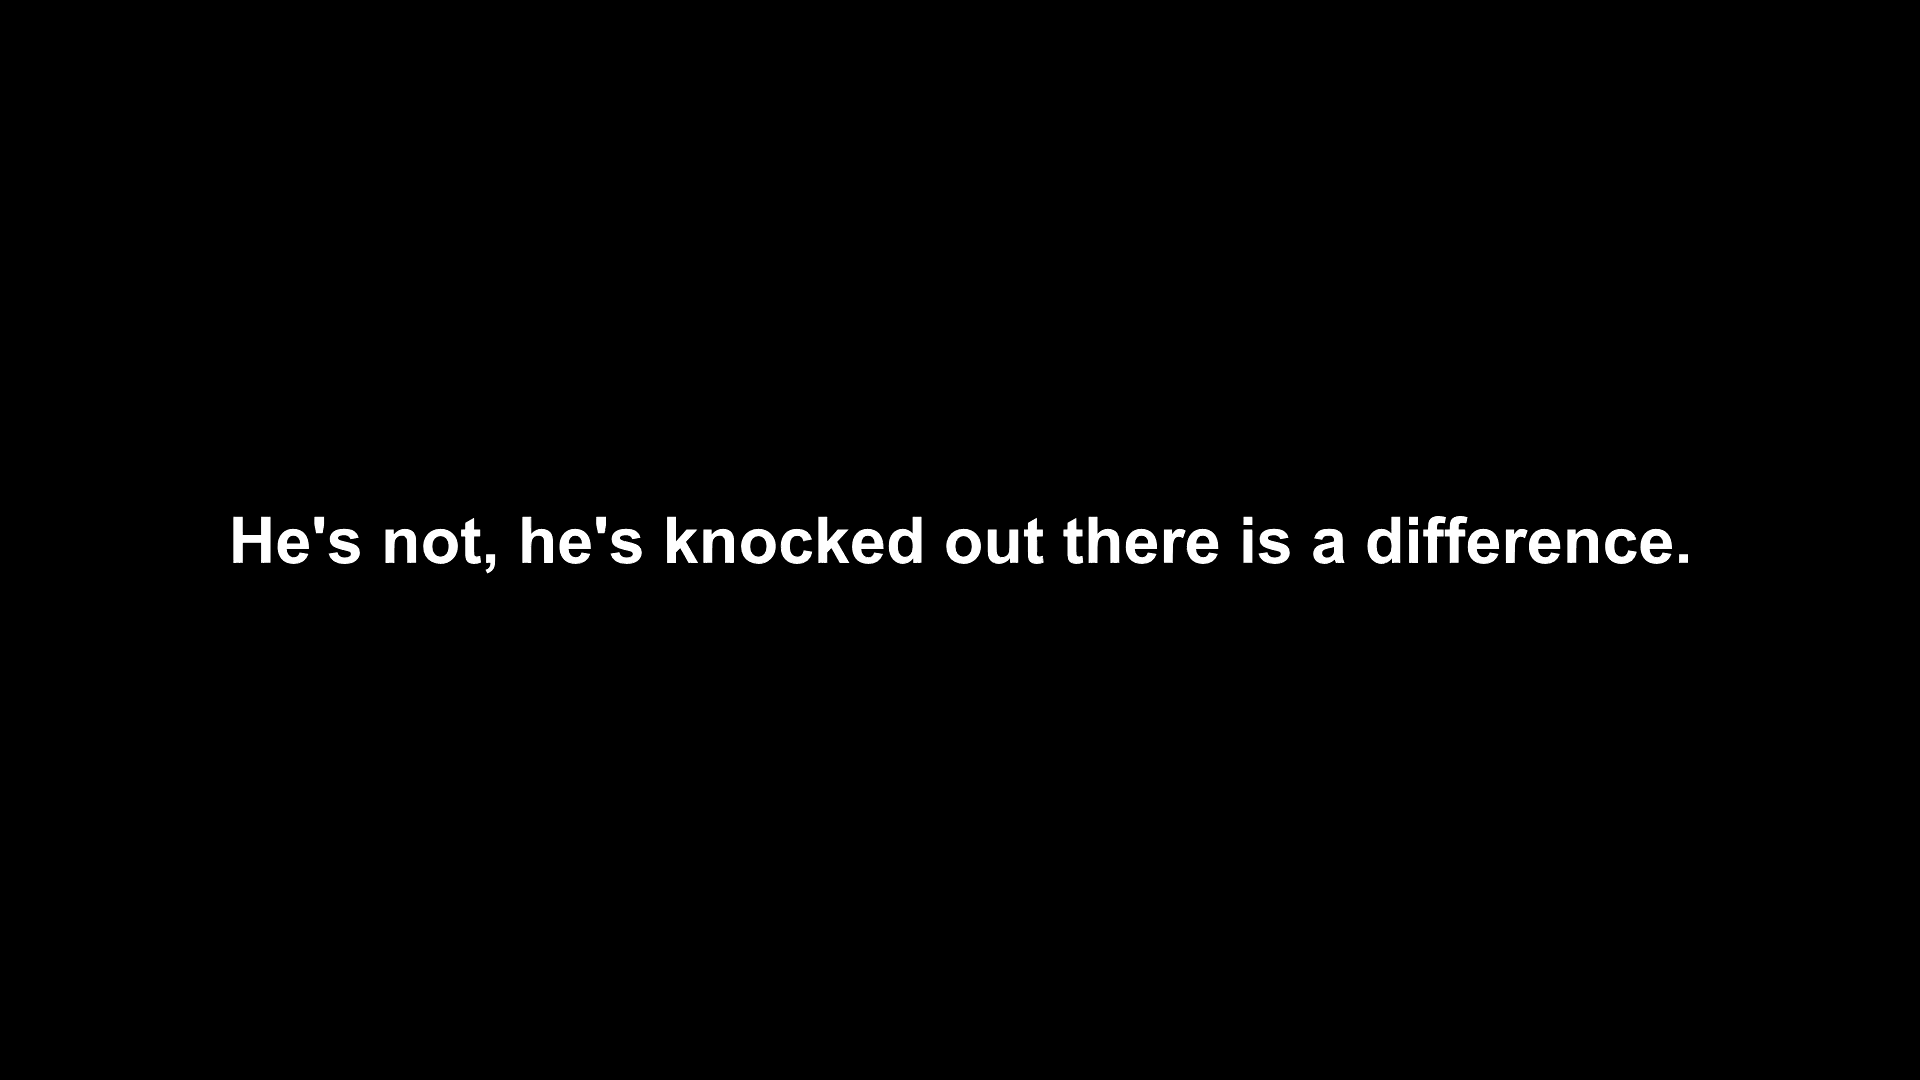 He's not, he's knocked out there is a difference.